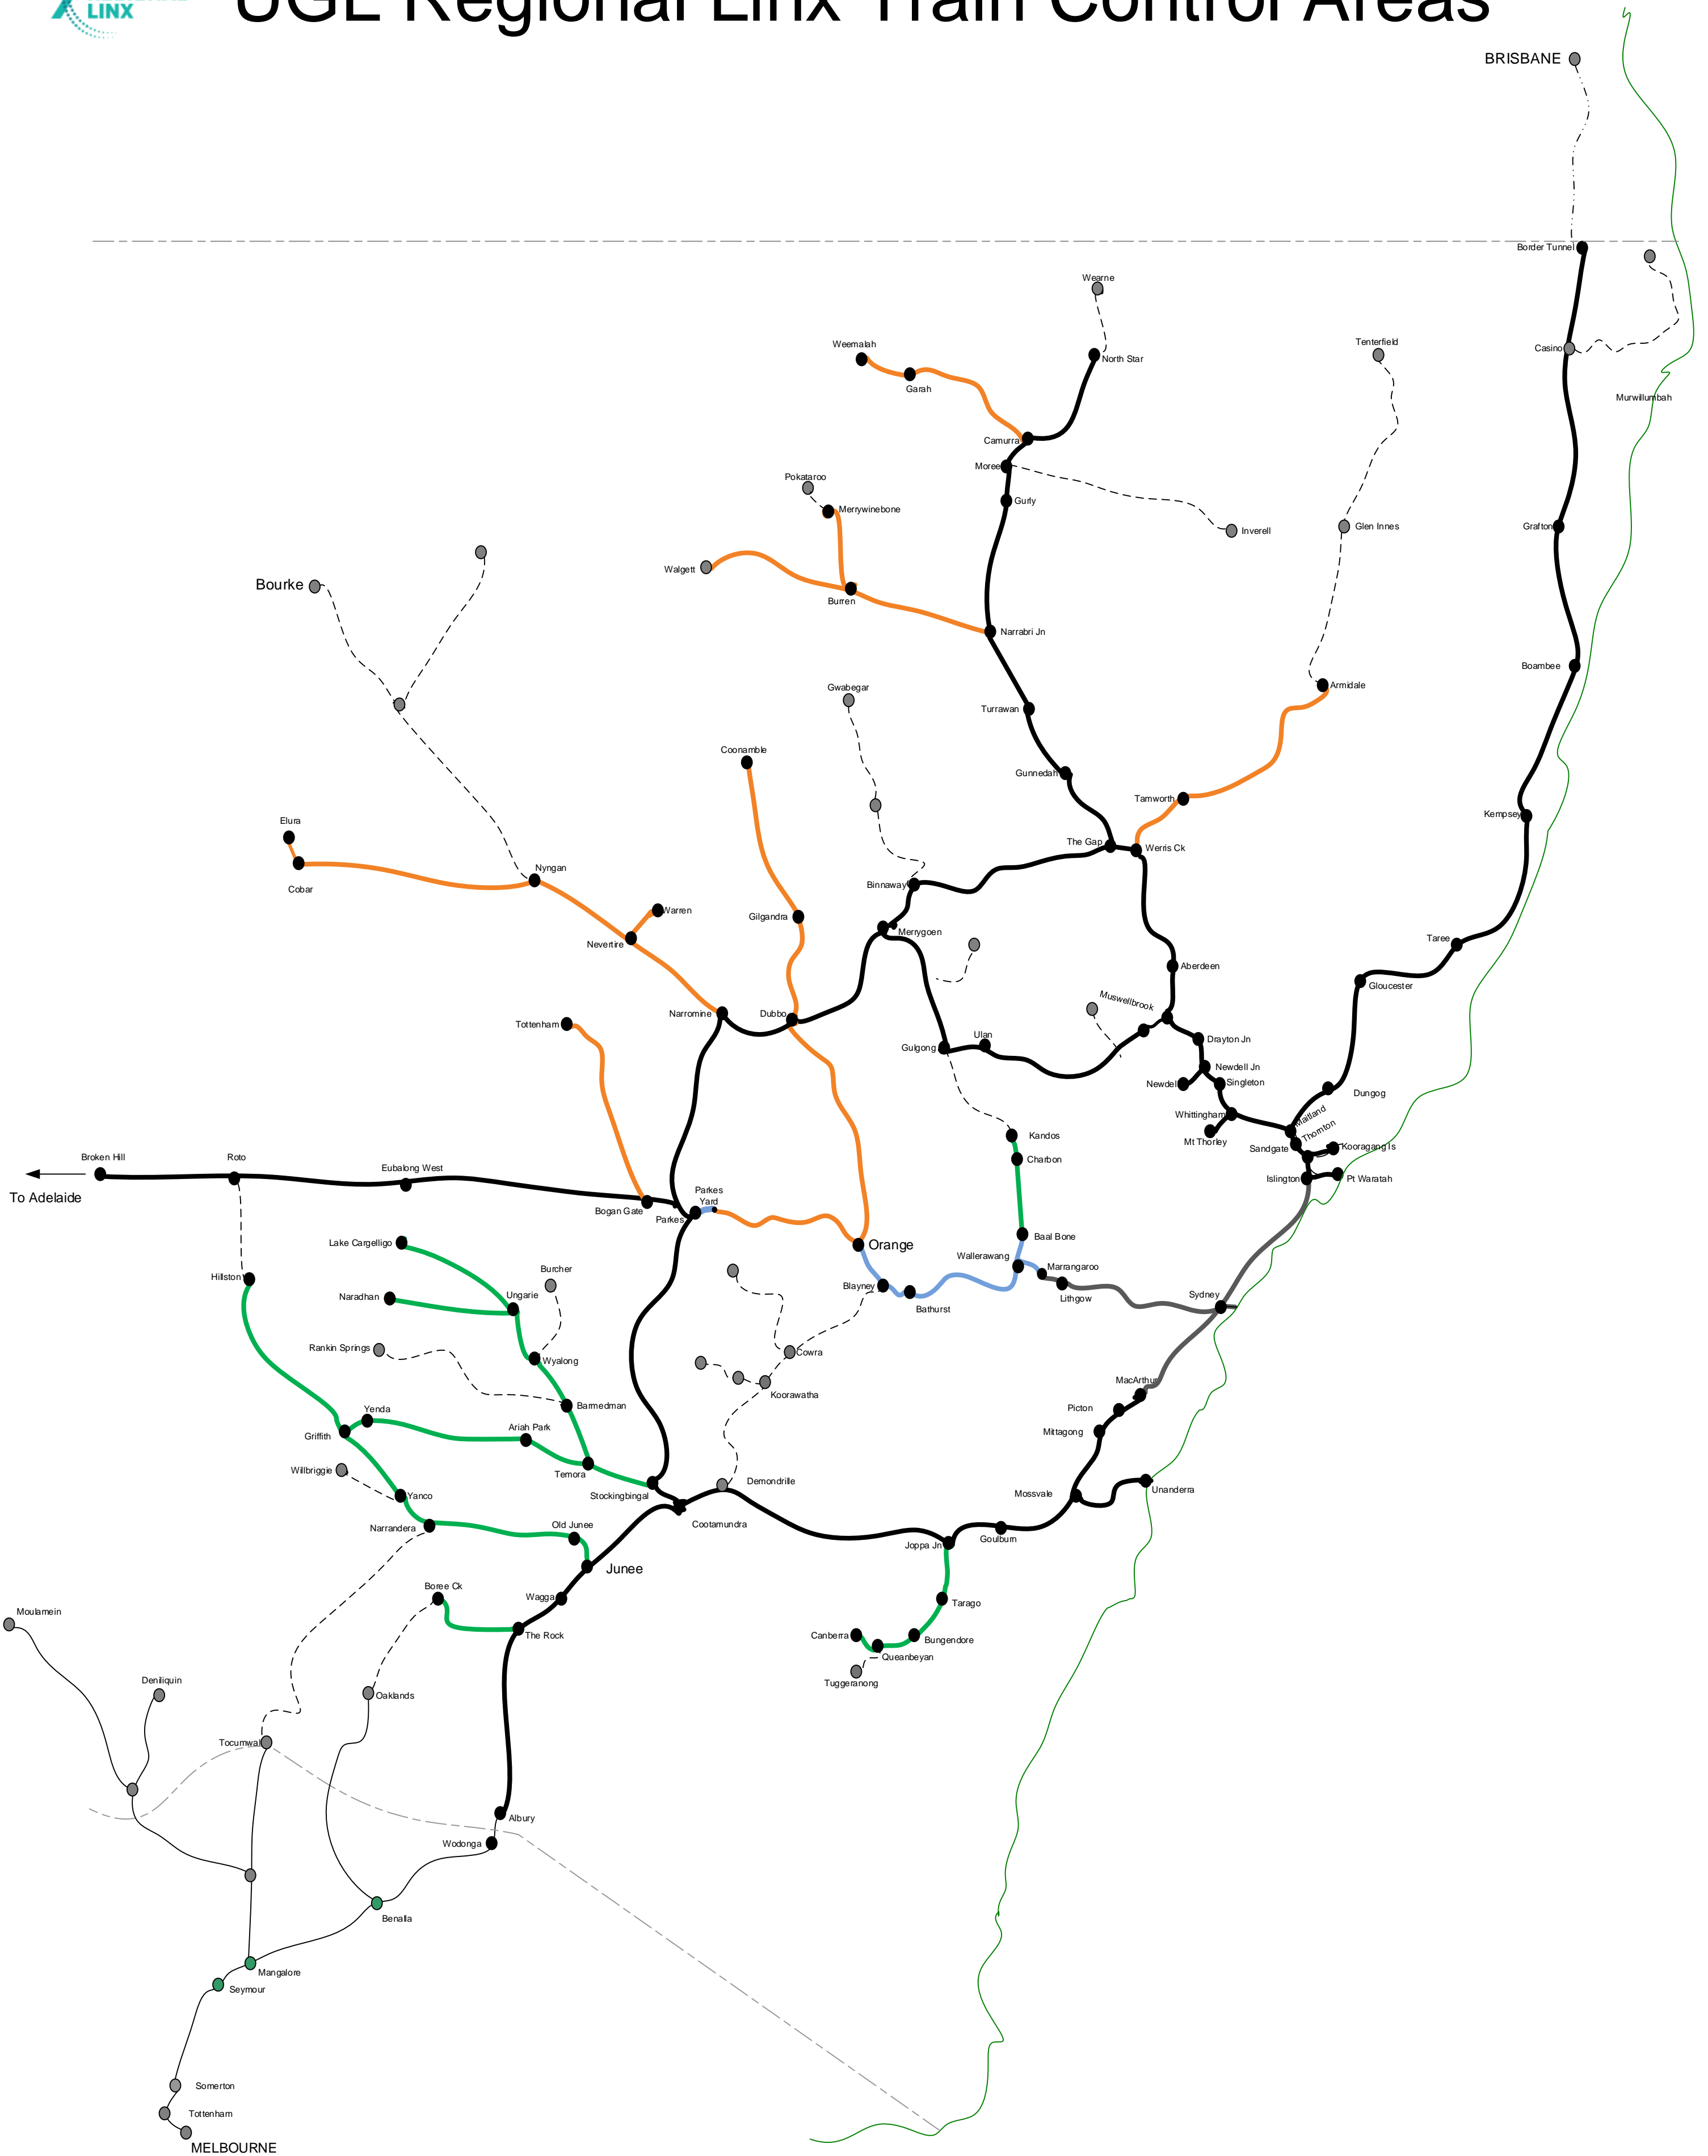 LINX
UGL Regional Linx Train Control Areas
BRISBANE
Border Tunnel
Wearne
Weemalah
North Star
Tenterfield
Casino
Garah
Murwillumbah
Camurra
Moree
Pokataroo
Gurly
Merrywinebone
Inverell
Glen Innes
Grafton
Walgett
Bourke
Burren
Narrabri Jn
Boambee
Gwabegar
Armidale
Turrawan
Coonamble
Gunnedah
Tamworth
Elura
Kempsey
The Gap
Werris Ck
Nyngan
Cobar
Binnaway
Warren
Gilgandra
Nevertire
Merrygoen
Taree
Aberdeen
Gloucester
Muswellbrook
Narromine
Dubbo
Tottenham
Ulan
Gulgong
Drayton Jn
Newdell Jn
Newdell
Singleton
Dungog
Whittingham
Maitland
Thornton
Mt Thorley
Kandos
Sandgate
Kooragang Is
Broken Hill
Roto
Charbon
Eubalong West
Islington
Pt Waratah
To Adelaide
Parkes
Yard
Bogan Gate
Parkes
Lake Cargelligo
Orange
Baal Bone
Wallerawang
Marrangaroo
Hillston
Burcher
Blayney
Lithgow
Naradhan
Ungarie
Bathurst
Sydney
Rankin Springs
Wyalong
Cowra
MacArthur
Koorawatha
Barmedman
Picton
Yenda
Ariah Park
Mittagong
Griffith
Willbriggie
Temora
Demondrille
Unanderra
Yanco
Stockingbingal
Mossvale
Narrandera
Old Junee
Cootamundra
Goulburn
Joppa Jn
Junee
Boree Ck
Wagga
Tarago
Moulamein
The Rock
Canberra
Bungendore
Queanbeyan
Deniliquin
Tuggeranong
Oaklands
Tocumwal
Albury
Wodonga
Benalla
Mangalore
Seymour
Somerton
Tottenham
MELBOURNE